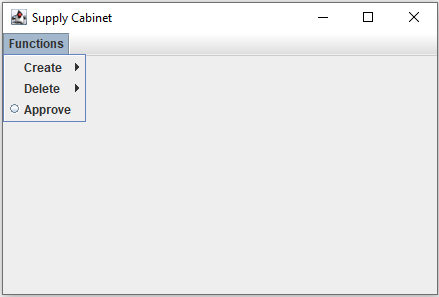 Supply Cabinet
Functions
Create
Delete
Approve